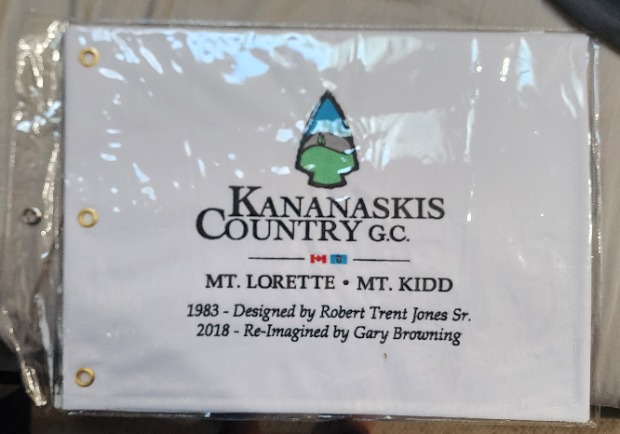 KANANASKIS
COUNTRY G.C.
MT. LORETTE • MT. KIDD
1983 - Designed by Robert Trent Jones Sr.
2018 - Re-Imagined by Gary Browning